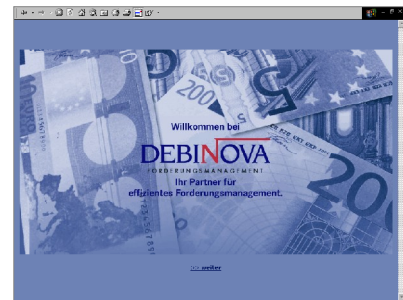 Willkommen bei
DEBINOVA
FORDERUNGSMANAGEMENT
Ihr Partner für
effizientes Forderungsmanagement.
>>> weiter